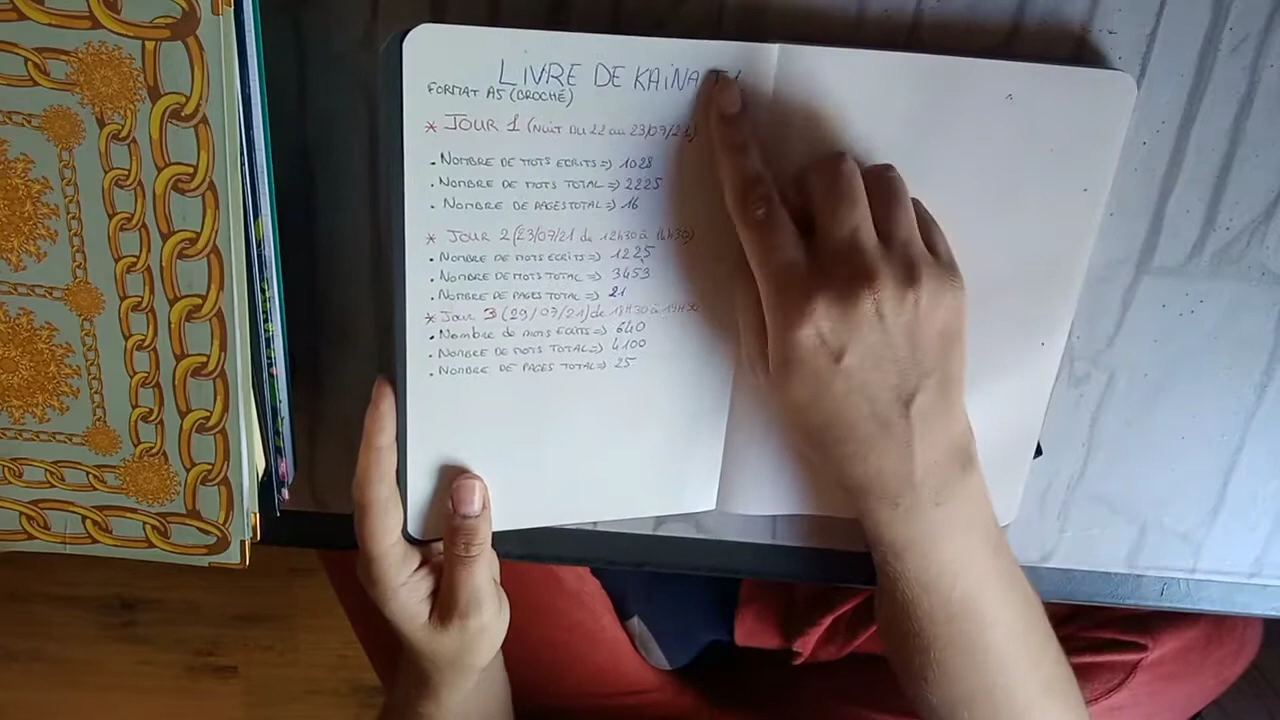 LIVRE DE KAINA T1
FORMAT A5 (BROCHÉ)
* JOUR 1 (NUIT DU 22 au 23/07/21)
. NOMBRE DE MOTS ECRITS => 1028
. NOMBRE DE MOTS TOTAL => 2225
. NOMBRE DE PAGES TOTAL => 16
* JOUR 2 (23/07/21 de 12H30 à 16H30)
. NOMBRE DE MOTS ECRITS => 1225
. NOMBRE DE MOTS TOTAL => 3453
. NOMBRE DE PAGES TOTAL => 21
* Jour 3 (29/07/21) de 18H30 à 19H30
. Nombre de mots ecrits => 640
. NOMBRE DE MOTS TOTAL => 4100
. NOMBRE DE PAGES TOTAL => 25